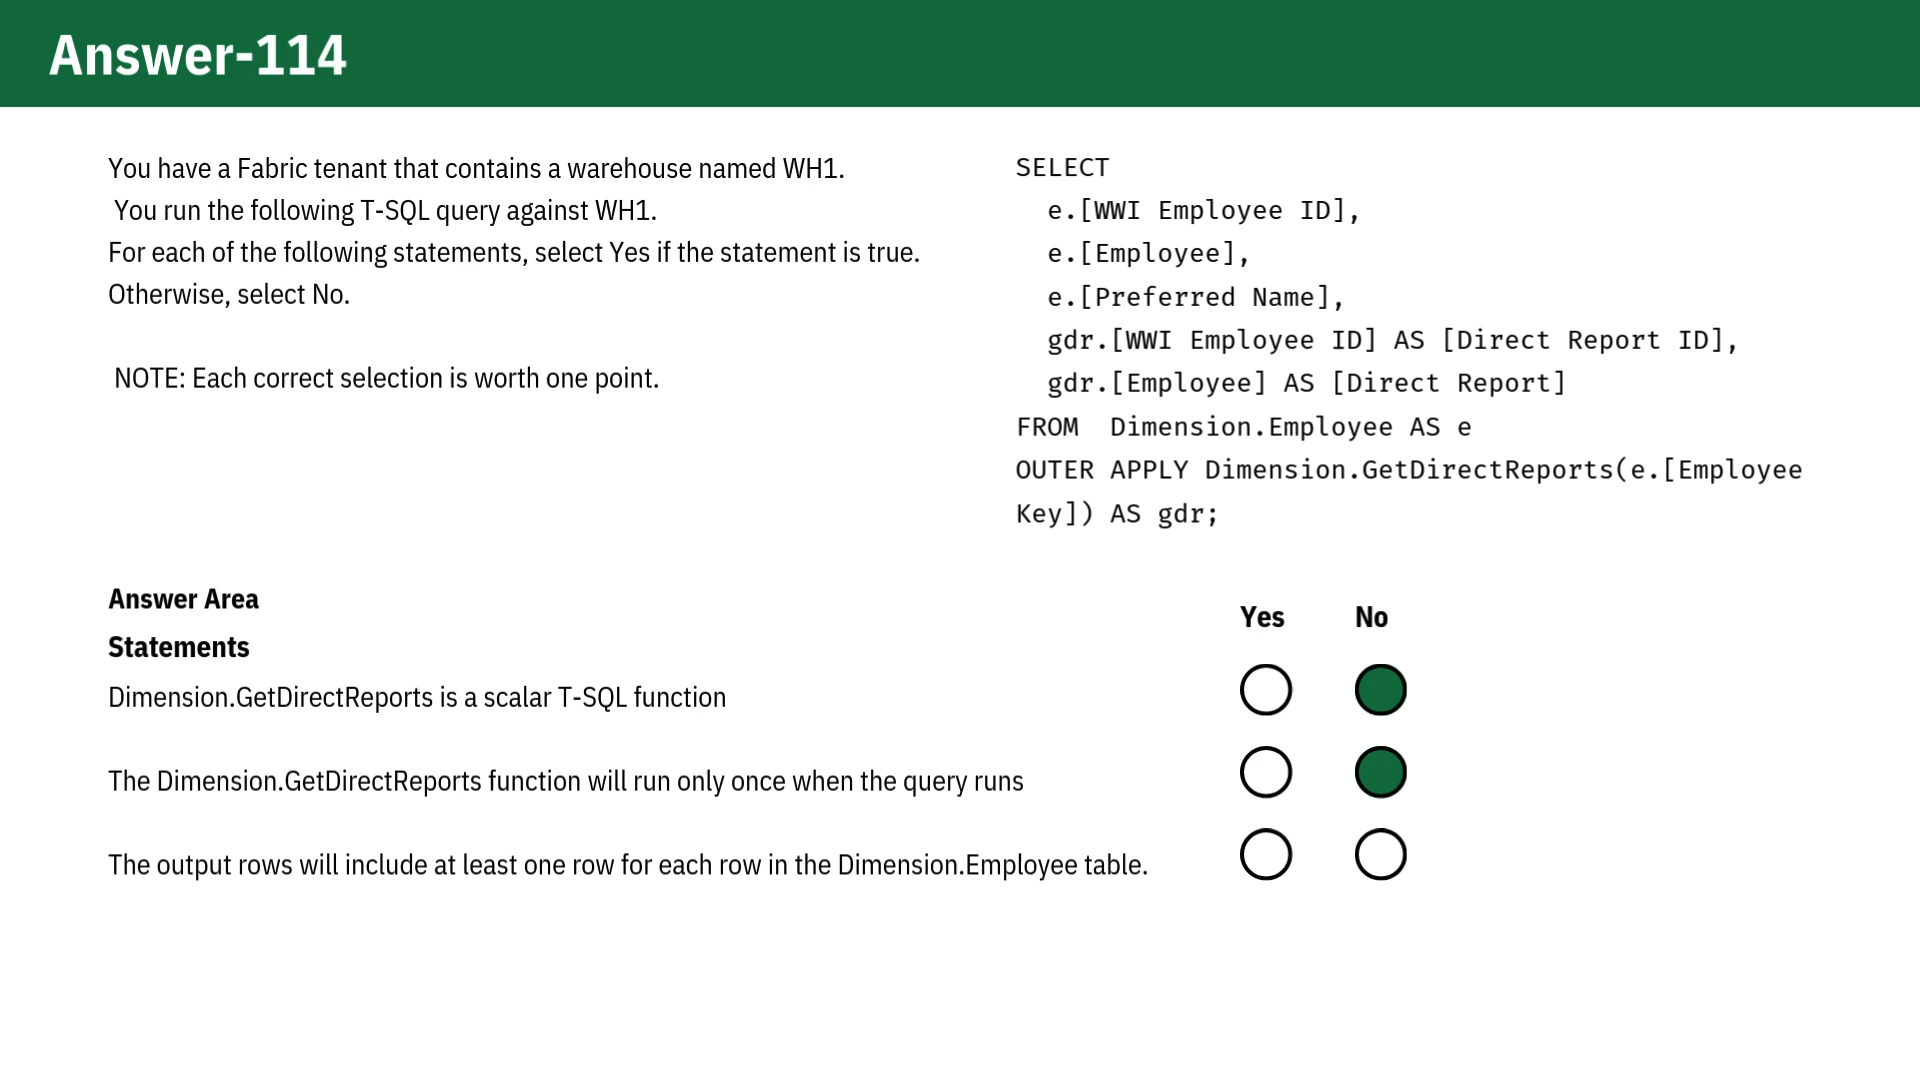 Answer-114
You have a Fabric tenant that contains a warehouse named WH1.
You run the following T-SQL query against WH1.
For each of the following statements, select Yes if the statement is true.
Otherwise, select No.
NOTE: Each correct selection is worth one point.
SELECT
e.[WWI Employee ID],
e.[Employee],
e.[Preferred Name],
gdr.[WWI Employee ID] AS [Direct Report ID],
gdr.[Employee] AS [Direct Report]
FROM  Dimension.Employee AS e
OUTER APPLY Dimension.GetDirectReports(e.[Employee
Key]) AS gdr;
Answer Area
Statements
Yes No
Dimension.GetDirectReports is a scalar T-SQL function
The Dimension.GetDirectReports function will run only once when the query runs
The output rows will include at least one row for each row in the Dimension.Employee table.